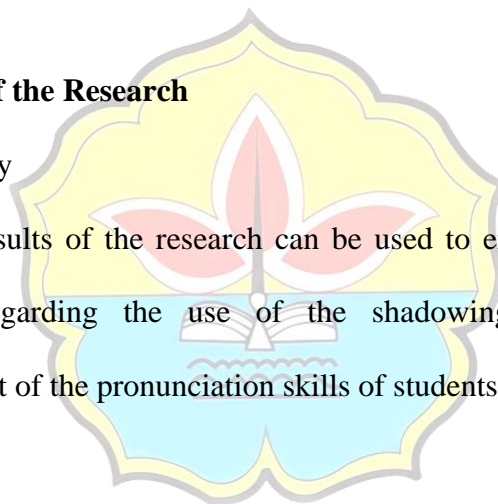 f the Research
y
sults of the research can be used to e
garding the use of the shadowing
t of the pronunciation skills of students